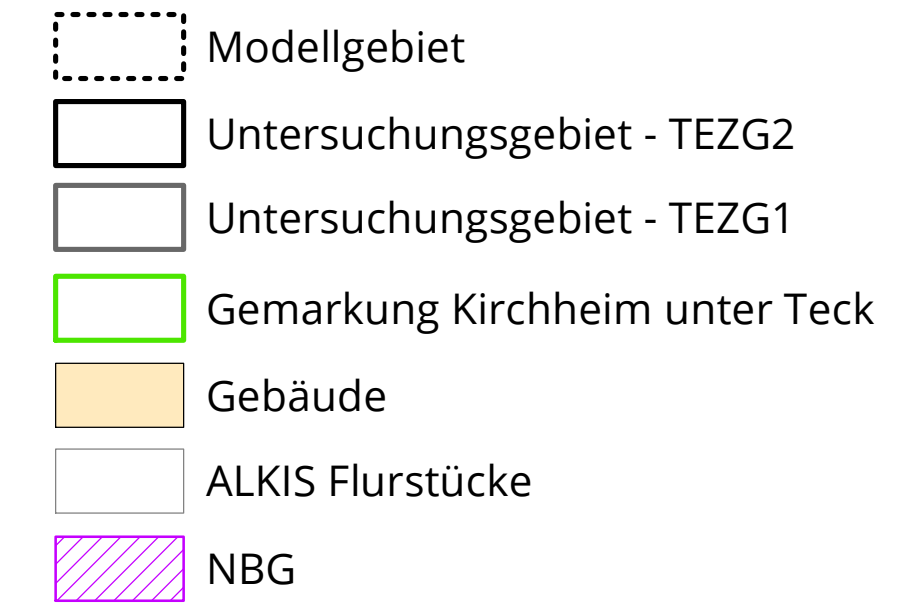 Modellgebiet
Untersuchungsgebiet - TEZG2
Untersuchungsgebiet - TEZG1
Gemarkung Kirchheim unter Teck
Gebäude
ALKIS Flurstücke
NBG